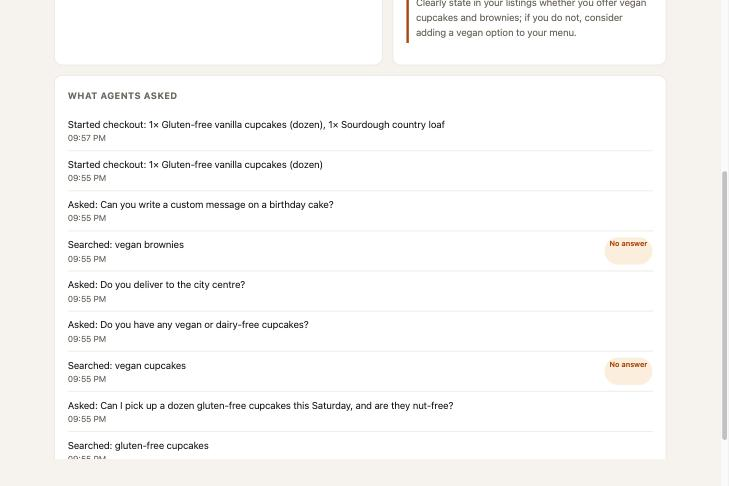 Clearly state in your listings whether you offer vegan
cupcakes and brownies; if you do not, consider
adding a vegan option to your menu.
WHAT AGENTS ASKED
Started checkout: 1× Gluten-free vanilla cupcakes (dozen), 1× Sourdough country loaf
09:57 PM
Started checkout: 1× Gluten-free vanilla cupcakes (dozen)
09:55 PM
Asked: Can you write a custom message on a birthday cake?
09:55 PM
Searched: vegan brownies
No answer
09:55 PM
Asked: Do you deliver to the city centre?
09:55 PM
Asked: Do you have any vegan or dairy-free cupcakes?
09:55 PM
Searched: vegan cupcakes
No answer
09:55 PM
Asked: Can I pick up a dozen gluten-free cupcakes this Saturday, and are they nut-free?
09:55 PM
Searched: gluten-free cupcakes
09:55 PM